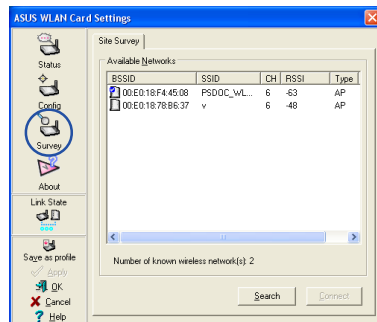 ASUS WLAN Card Settings
Status
Config
Survey
About
Link State
Save as profile
Apply
OK
Cancel
Help
Site Survey
Available Networks
BSSID SSID CH RSSI Type
00:E0:18:F4:45:08 PSDOC_WL... 6 -63 AP
00:E0:18:78:B6:37 v 6 -48 AP
Number of known wireless network(s): 2
Search Connect